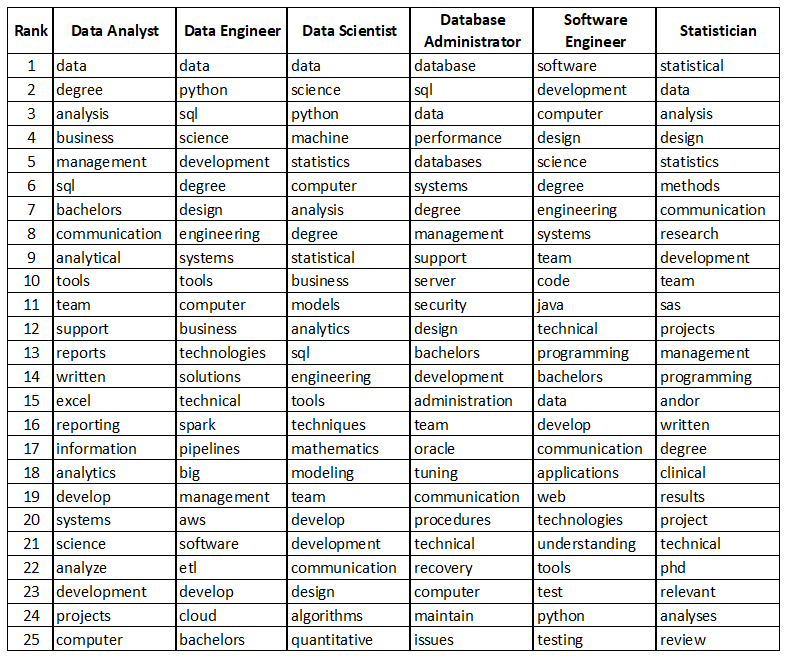 Rank Data Analyst Data Engineer Data Scientist Database Administrator Software Engineer Statistician
1 data data data database software statistical
2 degree python science sql development data
3 analysis sql python data computer analysis
4 business science machine performance design design
5 management development statistics databases science statistics
6 sql degree computer systems degree methods
7 bachelors design analysis degree engineering communication
8 communication engineering degree management systems research
9 analytical systems statistical support team development
10 tools tools business server code team
11 team computer models security java sas
12 support business analytics design technical projects
13 reports technologies sql bachelors programming management
14 written solutions engineering development bachelors programming
15 excel technical tools administration data andor
16 reporting spark techniques team develop written
17 information pipelines mathematics oracle communication degree
18 analytics big modeling tuning applications clinical
19 develop management team communication web results
20 systems aws develop procedures technologies project
21 science software development technical understanding technical
22 analyze etl communication recovery tools phd
23 development develop design computer test relevant
24 projects cloud algorithms maintain python analyses
25 computer bachelors quantitative issues testing review